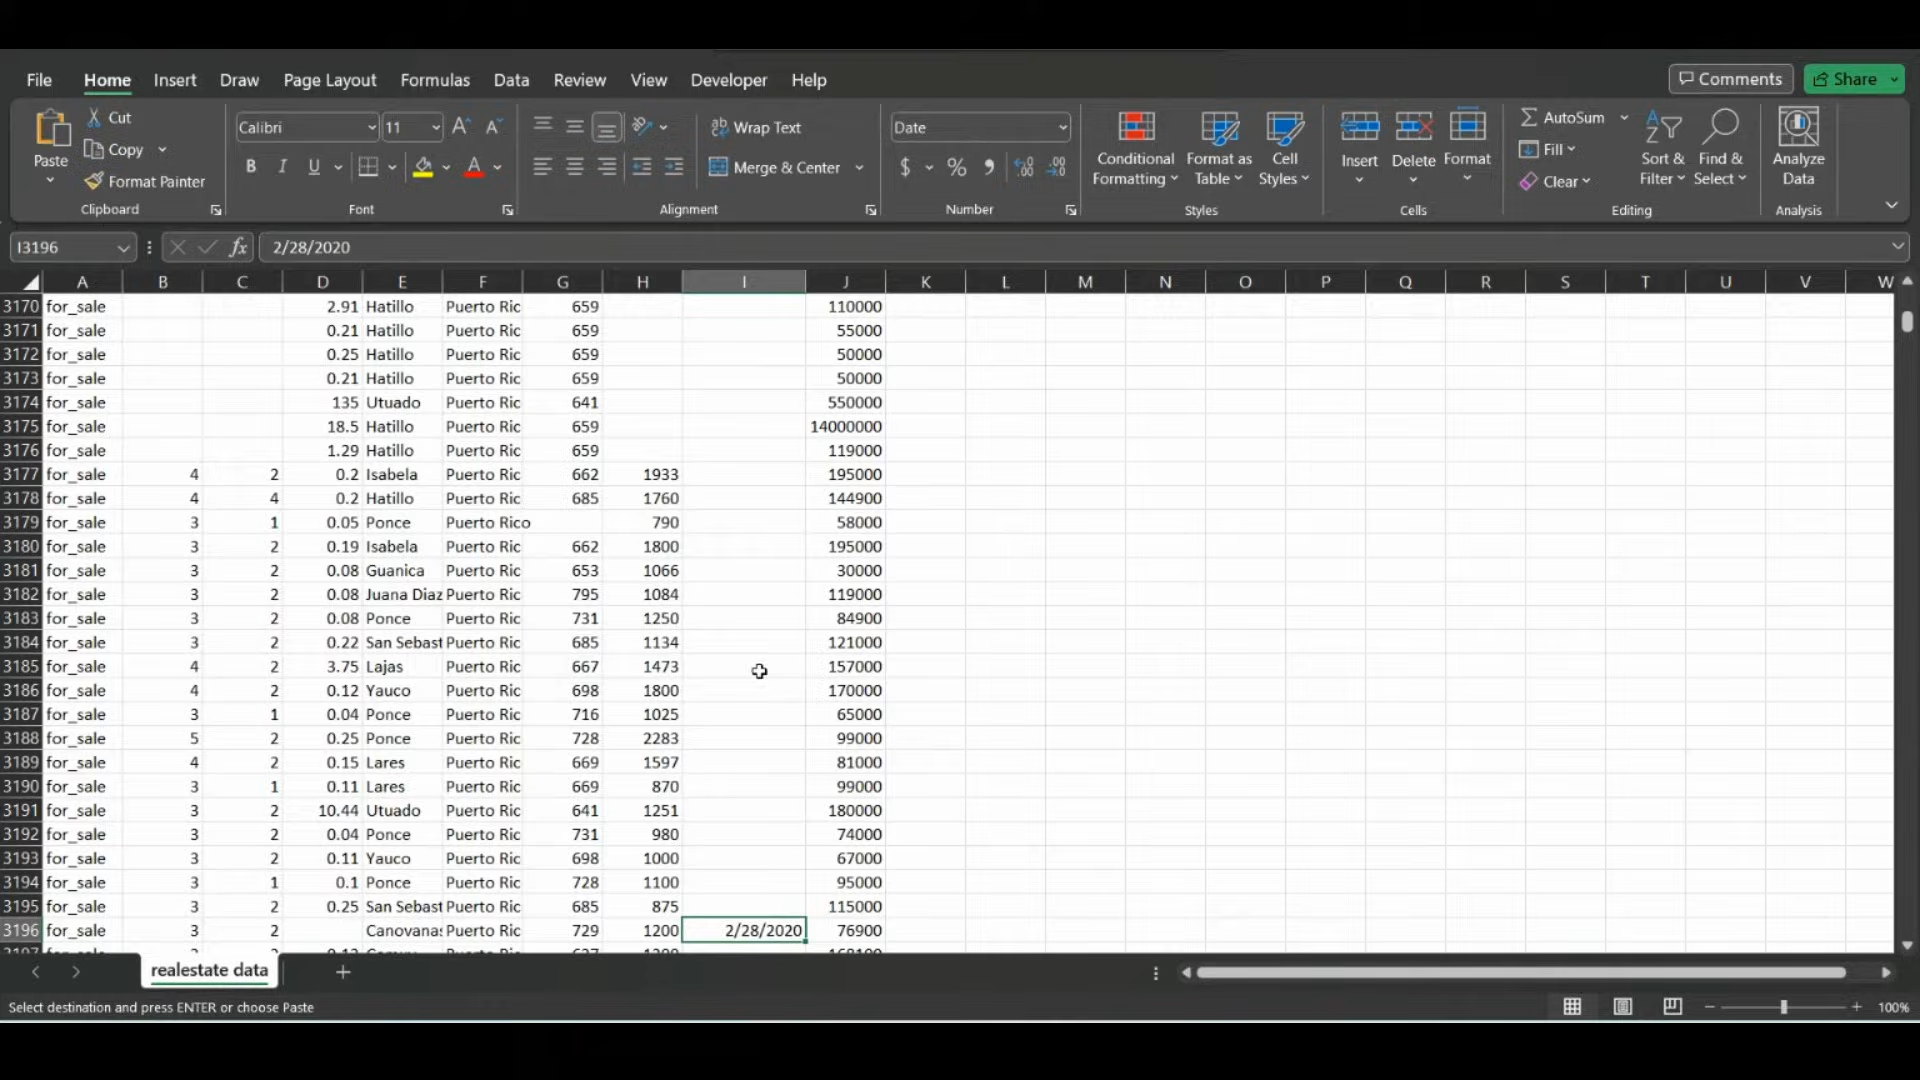 File Home Insert Draw Page Layout Formulas Data Review View Developer Help Comments Share
Paste Cut Copy Format Painter Clipboard
Calibri 11 B I U A Font
ab Wrap Text Merge & Center Alignment
Date $ % , Number
Conditional Formatting Format as Table Cell Styles Styles
Insert Delete Format Cells
AutoSum Fill Clear Sort & Filter Find & Select Editing
Analyze Data Analysis
I3196 fx 2/28/2020
A B C D E F G H I J K L M N O P Q R S T U V W
3170 for_sale 2.91 Hatillo Puerto Ric 659 110000
3171 for_sale 0.21 Hatillo Puerto Ric 659 55000
3172 for_sale 0.25 Hatillo Puerto Ric 659 50000
3173 for_sale 0.21 Hatillo Puerto Ric 659 50000
3174 for_sale 135 Utuado Puerto Ric 641 550000
3175 for_sale 18.5 Hatillo Puerto Ric 659 14000000
3176 for_sale 1.29 Hatillo Puerto Ric 659 119000
3177 for_sale 4 2 0.2 Isabela Puerto Ric 662 1933 195000
3178 for_sale 4 4 0.2 Hatillo Puerto Ric 685 1760 144900
3179 for_sale 3 1 0.05 Ponce Puerto Rico 790 58000
3180 for_sale 3 2 0.19 Isabela Puerto Ric 662 1800 195000
3181 for_sale 3 2 0.08 Guanica Puerto Ric 653 1066 30000
3182 for_sale 3 2 0.08 Juana Diaz Puerto Ric 795 1084 119000
3183 for_sale 3 2 0.08 Ponce Puerto Ric 731 1250 84900
3184 for_sale 3 2 0.22 San Sebast Puerto Ric 685 1134 121000
3185 for_sale 4 2 3.75 Lajas Puerto Ric 667 1473 157000
3186 for_sale 4 2 0.12 Yauco Puerto Ric 698 1800 170000
3187 for_sale 3 1 0.04 Ponce Puerto Ric 716 1025 65000
3188 for_sale 5 2 0.25 Ponce Puerto Ric 728 2283 99000
3189 for_sale 4 2 0.15 Lares Puerto Ric 669 1597 81000
3190 for_sale 3 1 0.11 Lares Puerto Ric 669 870 99000
3191 for_sale 3 2 10.44 Utuado Puerto Ric 641 1251 180000
3192 for_sale 3 2 0.04 Ponce Puerto Ric 731 980 74000
3193 for_sale 3 2 0.11 Yauco Puerto Ric 698 1000 67000
3194 for_sale 3 1 0.1 Ponce Puerto Ric 728 1100 95000
3195 for_sale 3 2 0.25 San Sebast Puerto Ric 685 875 115000
3196 for_sale 3 2 Canovanas Puerto Ric 729 1200 2/28/2020 76900
realestate data
Select destination and press ENTER or choose Paste 100%